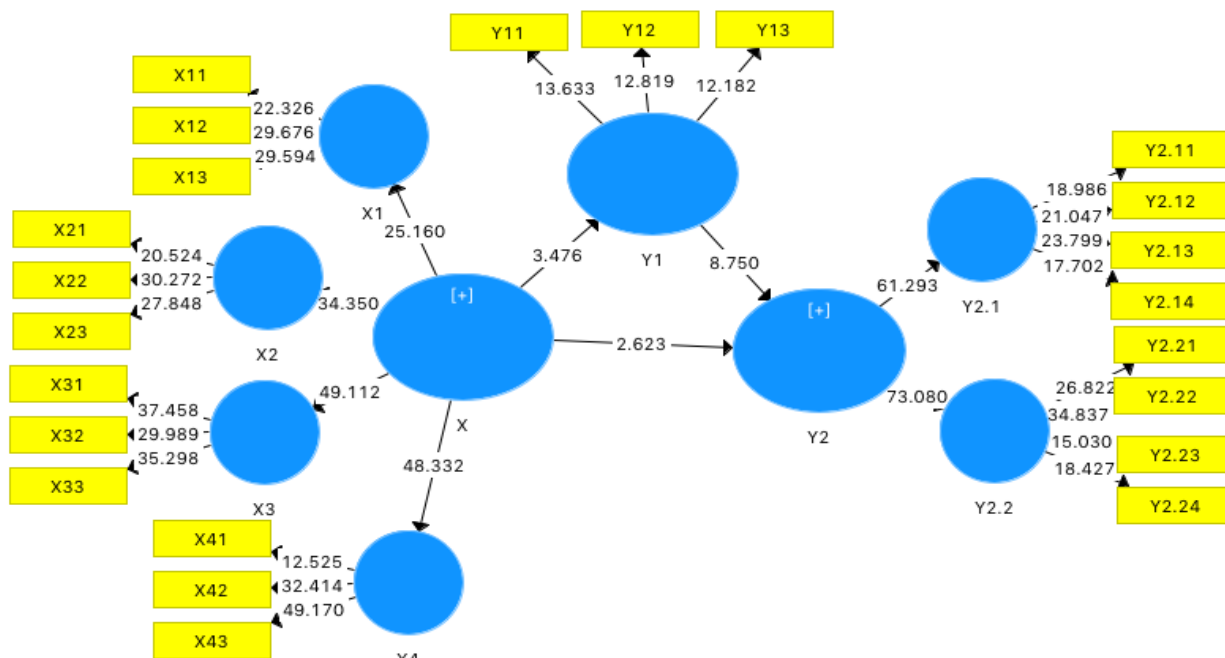 Y11
Y12
Y13
13.633
12.819
12.182
X11
X12
X13
22.326
29.676
29.594
X1
25.160
X21
X22
X23
20.524
30.272
27.848
X2
34.350
X31
X32
X33
37.458
29.989
35.298
X3
49.112
X41
X42
X43
12.525
32.414
49.170
X4
48.332
[+]
X
3.476
Y1
8.750
2.623
[+]
Y2
61.293
Y2.1
18.986
21.047
23.799
17.702
Y2.11
Y2.12
Y2.13
Y2.14
73.080
Y2.2
26.822
34.837
15.030
18.427
Y2.21
Y2.22
Y2.23
Y2.24